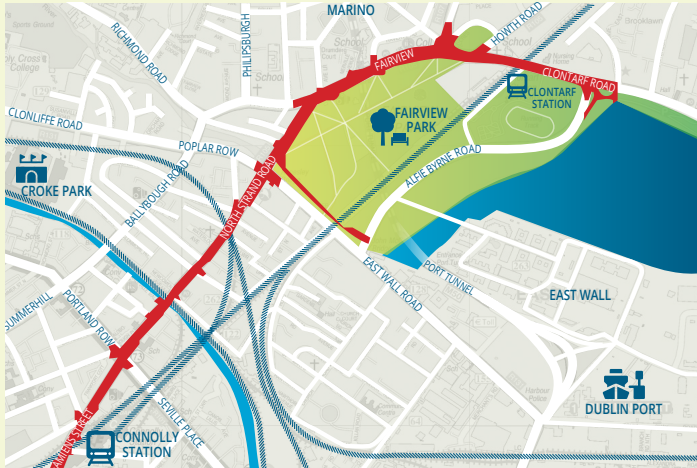 MARINO
RICHMOND ROAD
PHILIPSBURGH
HOWTH ROAD
FAIRVIEW
CLONTARF ROAD
CLONTARF
STATION
CLONLIFFE ROAD
FAIRVIEW
PARK
POPLAR ROW
ALFIE BYRNE ROAD
CROKE PARK
BALLYBOUGH ROAD
NORTH STRAND ROAD
EAST WALL ROAD
PORT TUNNEL
EAST WALL
SUMMERHILL
PORTLAND ROW
SEVILLE PLACE
DUBLIN PORT
AMIENS STREET
CONNOLLY
STATION